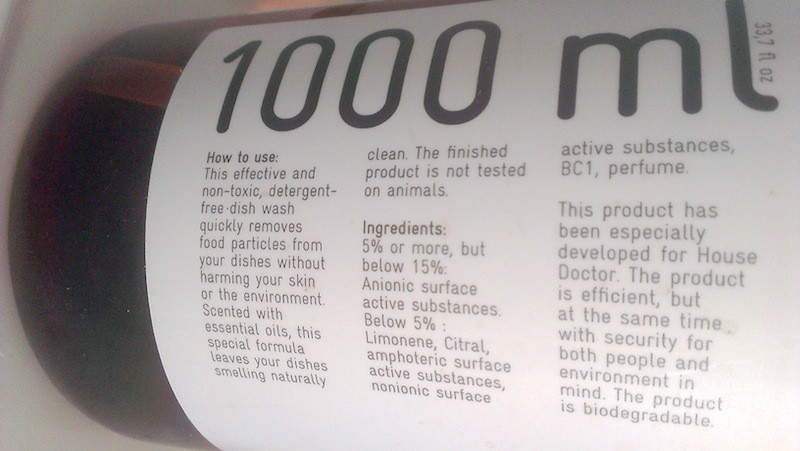 1000 ml
33,7 fl oz
How to use:
This effective and
non-toxic, detergent-
free dish wash
quickly removes
food particles from
your dishes without
harming your skin
or the environment.
Scented with
essential oils, this
special formula
leaves your dishes
smelling naturally
clean. The finished
product is not tested
on animals.
Ingredients:
5% or more, but
below 15%:
Anionic surface
active substances.
Below 5% :
Limonene, Citral,
amphoteric surface
active substances,
nonionic surface
active substances,
BC1, perfume.
This product has
been especially
developed for House
Doctor. The product
is efficient, but
at the same time
with security for
both people and
environment in
mind. The product
is biodegradable.